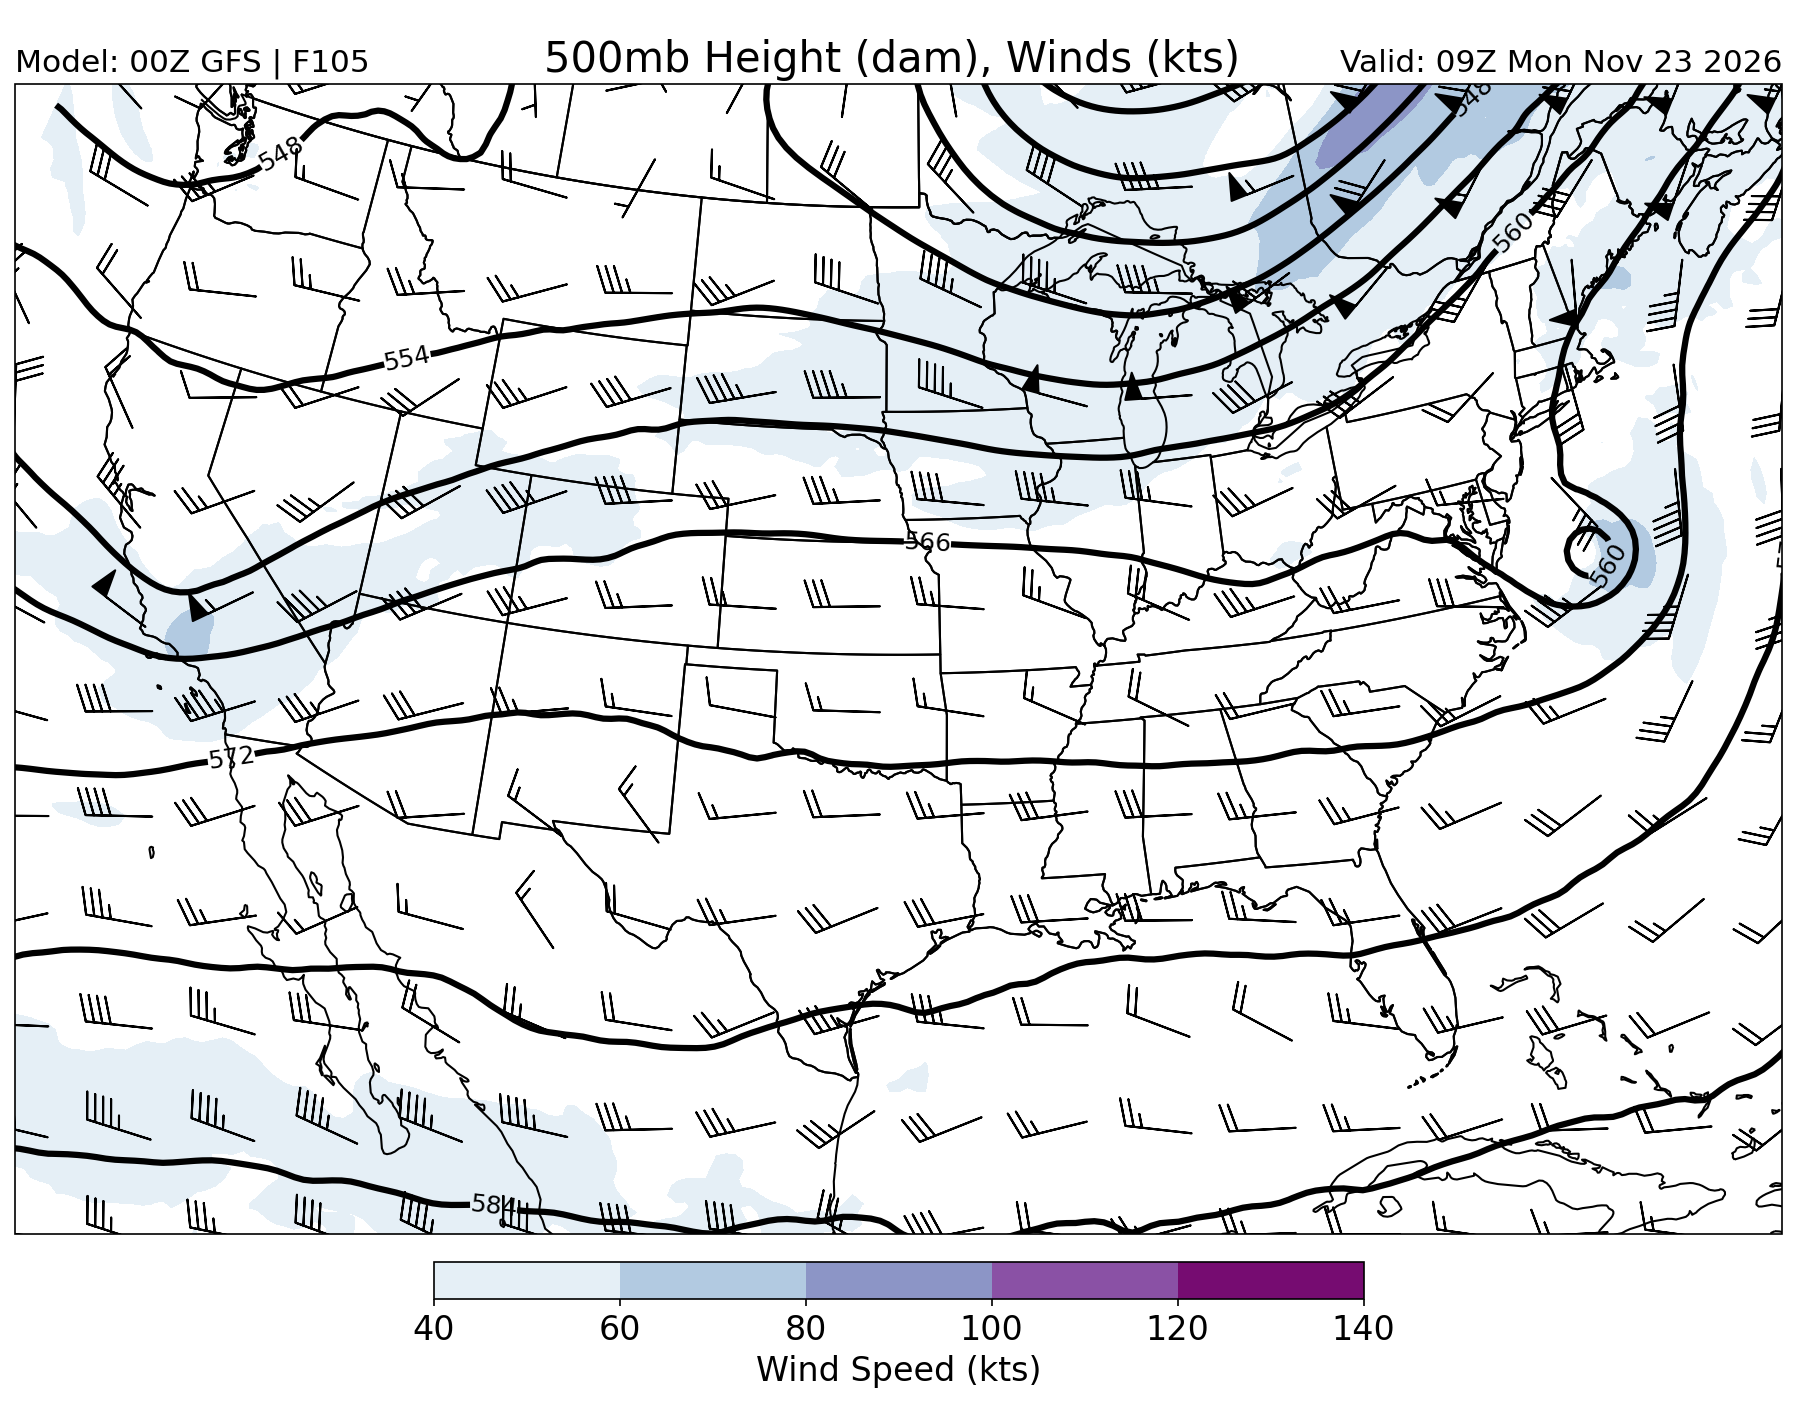 Model: 00Z GFS | F105
500mb Height (dam), Winds (kts)
Valid: 09Z Mon Nov 23 2026
548
548
560
554
566
560
572
584
40 60 80 100 120 140
Wind Speed (kts)